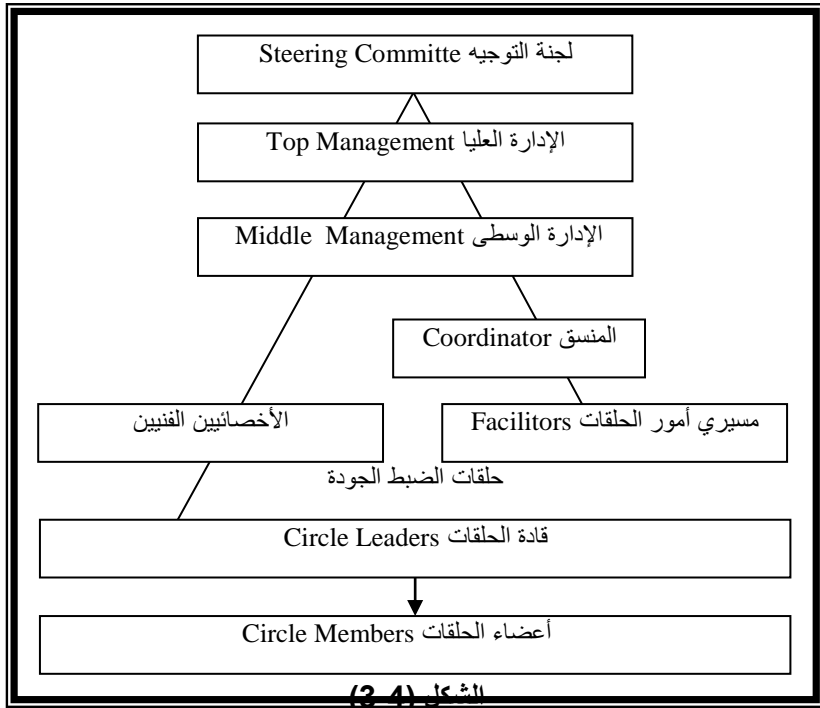 لجنة التوجيه Steering Committe
الإدارة العليا Top Management
الإدارة الوسطى Middle Management
المنسق Coordinator
الأخصائيين الفنيين
مسيري أمور الحلقات Facilitors
حلقات الضبط الجودة
قادة الحلقات Circle Leaders
أعضاء الحلقات Circle Members
الشكل (4-3)